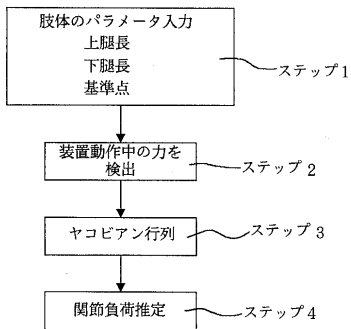 肢体のパラメータ入力
上腿長
下腿長
基準点
ステップ1
装置動作中の力を
検出
ステップ2
ヤコビアン行列
ステップ3
関節負荷推定
ステップ4